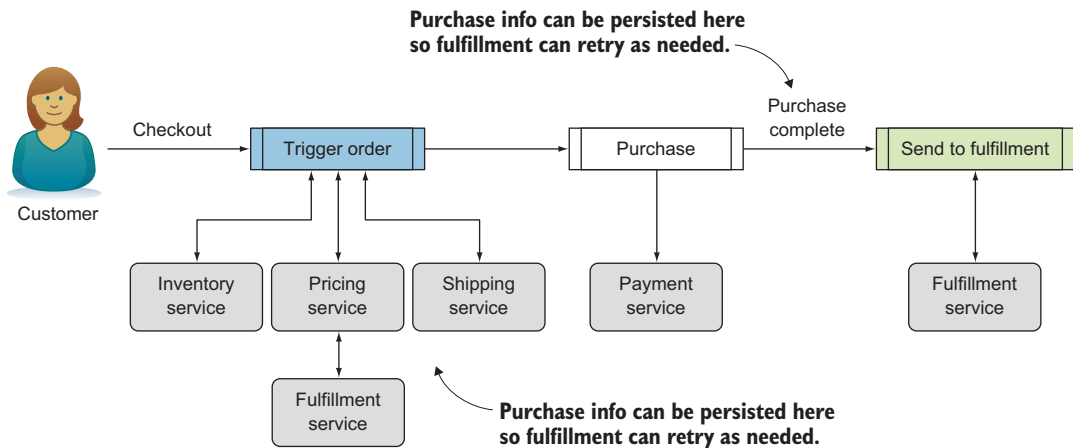 Purchase info can be persisted here
so fulfillment can retry as needed.
Checkout
Trigger order
Purchase
Purchase
complete
Send to fulfillment
Customer
Inventory
service
Pricing
service
Shipping
service
Payment
service
Fulfillment
service
Fulfillment
service
Purchase info can be persisted here
so fulfillment can retry as needed.